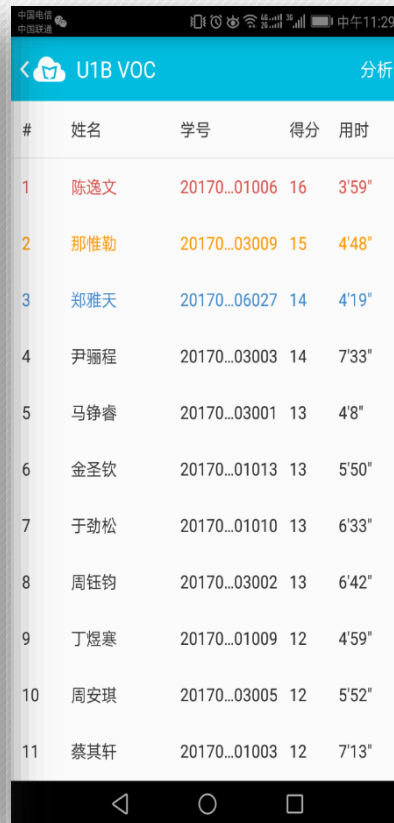 中国电信
中国联通
46 26 36 中午11:29
U1B VOC 分析
# 姓名 学号 得分 用时
1 陈逸文 20170...01006 16 3'59"
2 那惟勒 20170...03009 15 4'48"
3 郑雅天 20170...06027 14 4'19"
4 尹骊程 20170...03003 14 7'33"
5 马铮睿 20170...03001 13 4'8"
6 金圣钦 20170...01013 13 5'50"
7 于劲松 20170...01010 13 6'33"
8 周钰钧 20170...03002 13 6'42"
9 丁煜寒 20170...01009 12 4'59"
10 周安琪 20170...03005 12 5'52"
11 蔡其轩 20170...01003 12 7'13"